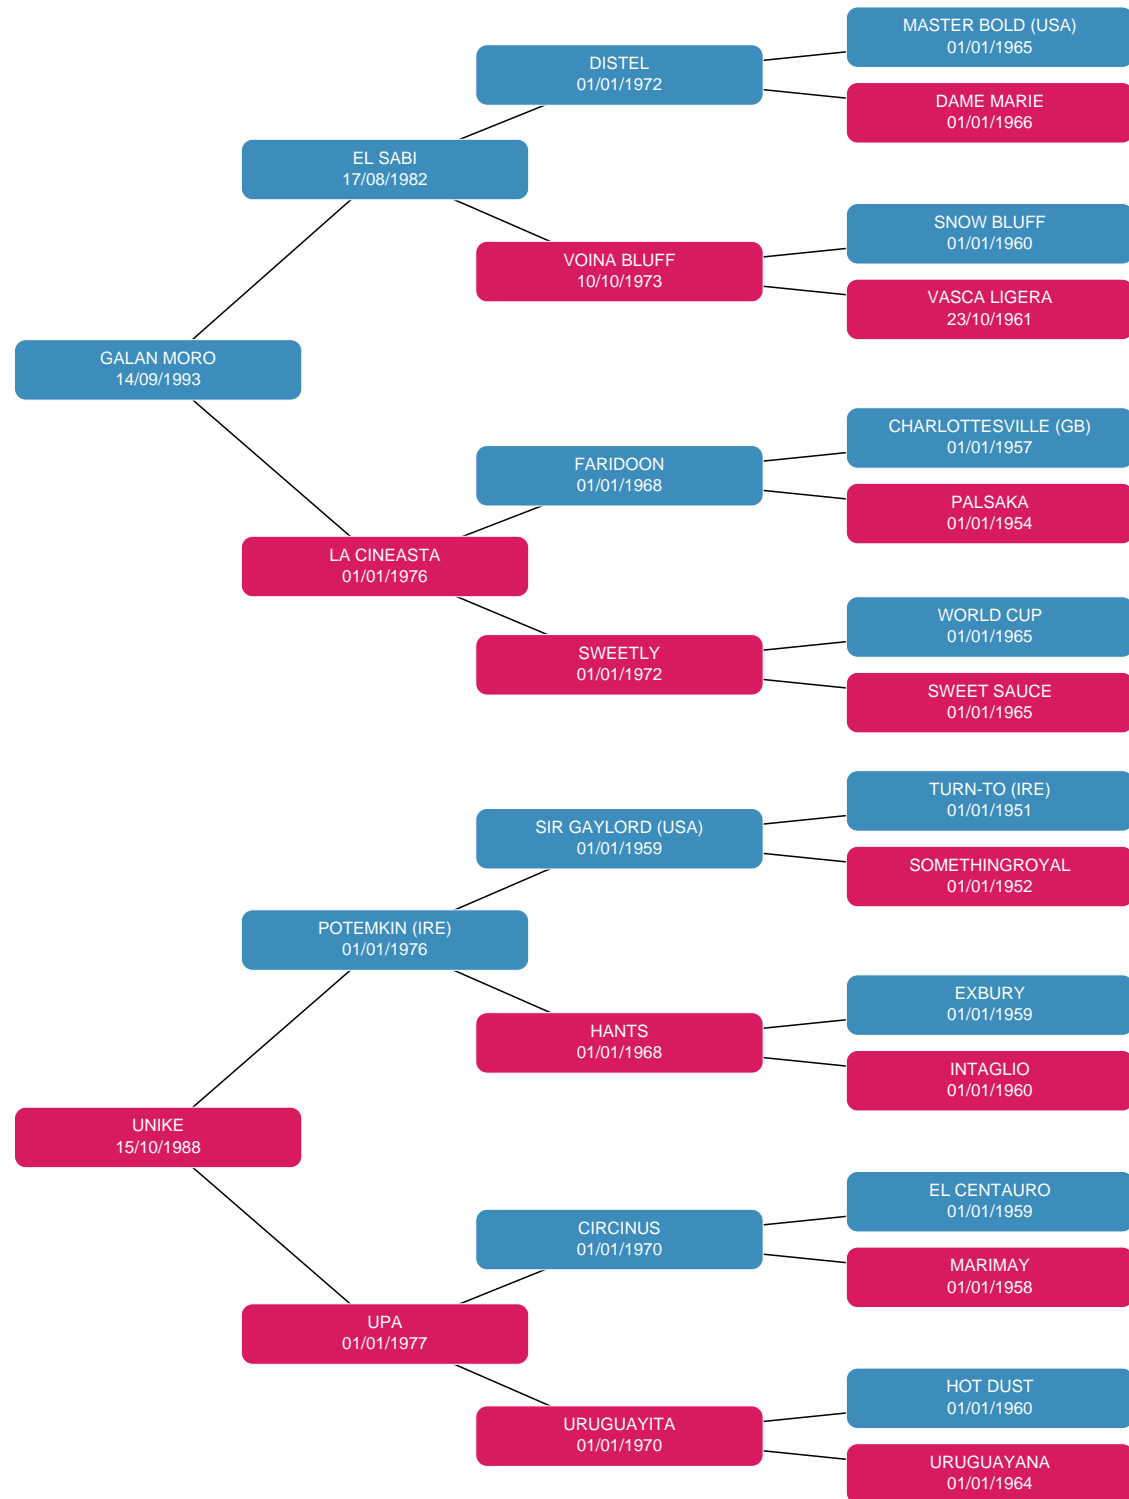 MASTER BOLD (USA)
01/01/1965
DISTEL
01/01/1972
DAME MARIE
01/01/1966
EL SABI
17/08/1982
SNOW BLUFF
01/01/1960
VOINA BLUFF
10/10/1973
VASCA LIGERA
23/10/1961
GALAN MORO
14/09/1993
CHARLOTTESVILLE (GB)
01/01/1957
FARIDOON
01/01/1968
PALSAKA
01/01/1954
LA CINEASTA
01/01/1976
WORLD CUP
01/01/1965
SWEETLY
01/01/1972
SWEET SAUCE
01/01/1965
TURN-TO (IRE)
01/01/1951
SIR GAYLORD (USA)
01/01/1959
SOMETHINGROYAL
01/01/1952
POTEMKIN (IRE)
01/01/1976
EXBURY
01/01/1959
HANTS
01/01/1968
INTAGLIO
01/01/1960
UNIKE
15/10/1988
EL CENTAURO
01/01/1959
CIRCINUS
01/01/1970
MARIMAY
01/01/1958
UPA
01/01/1977
HOT DUST
01/01/1960
URUGUAYITA
01/01/1970
URUGUAYANA
01/01/1964